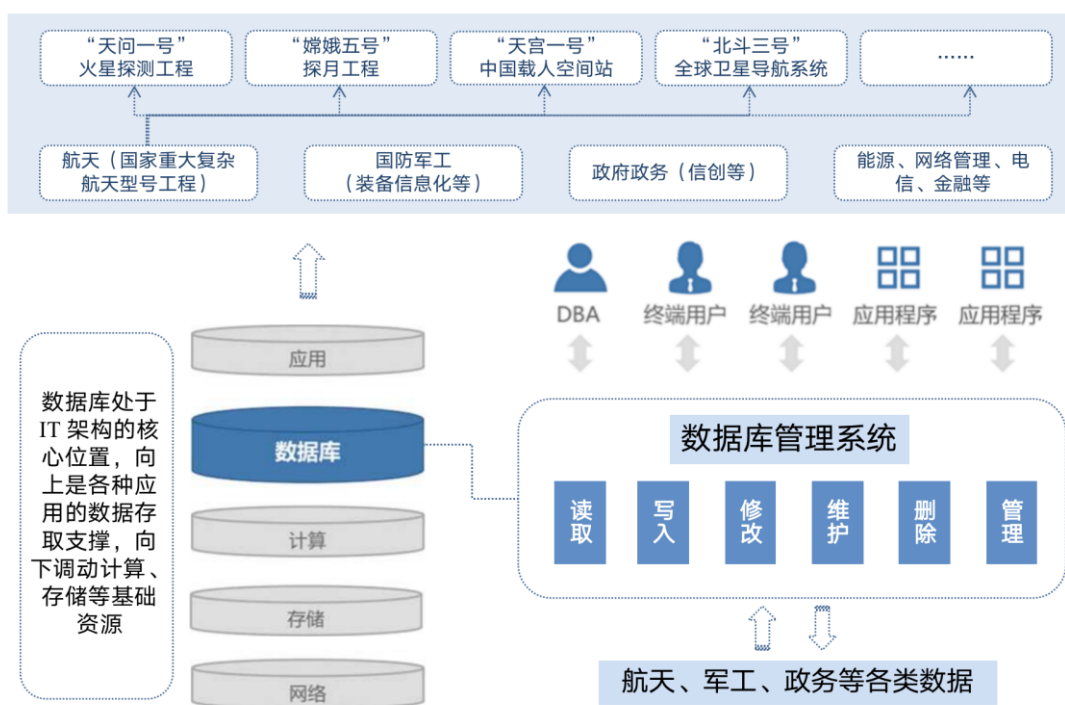 “天问一号”
火星探测工程
“嫦娥五号”
探月工程
“天宫一号”
中国载人空间站
“北斗三号”
全球卫星导航系统
……
航天（国家重大复杂
航天型号工程）
国防军工
（装备信息化等）
政府政务（信创等）
能源、网络管理、电
信、金融等
DBA
终端用户
终端用户
应用程序
应用程序
数据库处于
IT 架构的核
心位置，向
上是各种应
用的数据存
取支撑，向
下调动计算、
存储等基础
资源
应用
数据库
计算
存储
网络
数据库管理系统
读取
写入
修改
维护
删除
管理
航天、军工、政务等各类数据